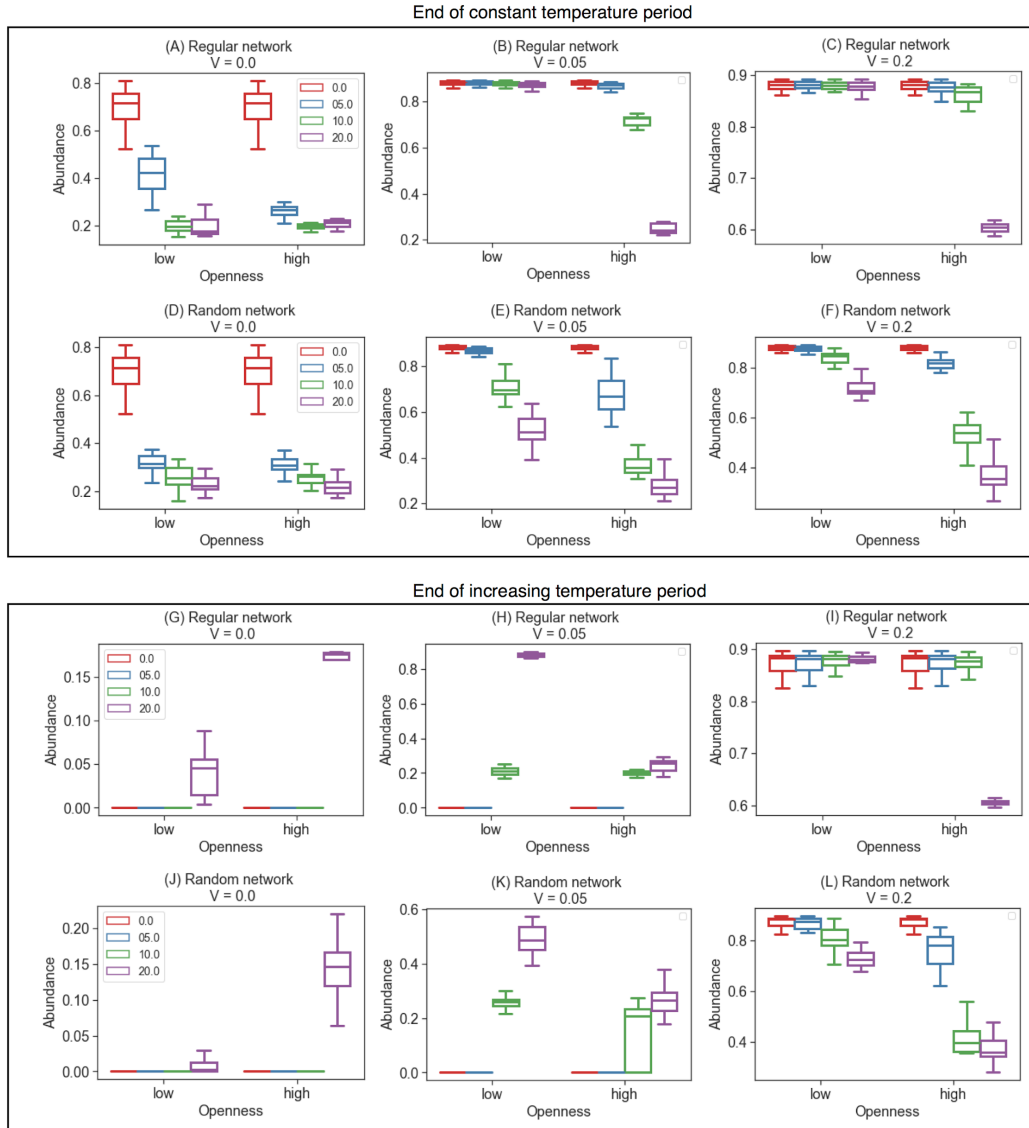 End of constant temperature period
(A) Regular network
V = 0.0
0.8
0.6
0.4
0.2
Abundance
0.0
05.0
10.0
20.0
low
high
Openness
(B) Regular network
V = 0.05
0.8
0.6
0.4
0.2
Abundance
low
high
Openness
(C) Regular network
V = 0.2
0.9
0.8
0.7
0.6
Abundance
low
high
Openness
(D) Random network
V = 0.0
0.8
0.6
0.4
0.2
Abundance
0.0
05.0
10.0
20.0
low
high
Openness
(E) Random network
V = 0.05
0.8
0.6
0.4
0.2
Abundance
low
high
Openness
(F) Random network
V = 0.2
0.8
0.6
0.4
Abundance
low
high
Openness
End of increasing temperature period
(G) Regular network
V = 0.0
0.15
0.10
0.05
0.00
Abundance
0.0
05.0
10.0
20.0
low
high
Openness
(H) Regular network
V = 0.05
0.8
0.6
0.4
0.2
0.0
Abundance
low
high
Openness
(I) Regular network
V = 0.2
0.9
0.8
0.7
0.6
Abundance
low
high
Openness
(J) Random network
V = 0.0
0.20
0.15
0.10
0.05
0.00
Abundance
0.0
05.0
10.0
20.0
low
high
Openness
(K) Random network
V = 0.05
0.6
0.4
0.2
0.0
Abundance
low
high
Openness
(L) Random network
V = 0.2
0.8
0.6
0.4
Abundance
low
high
Openness